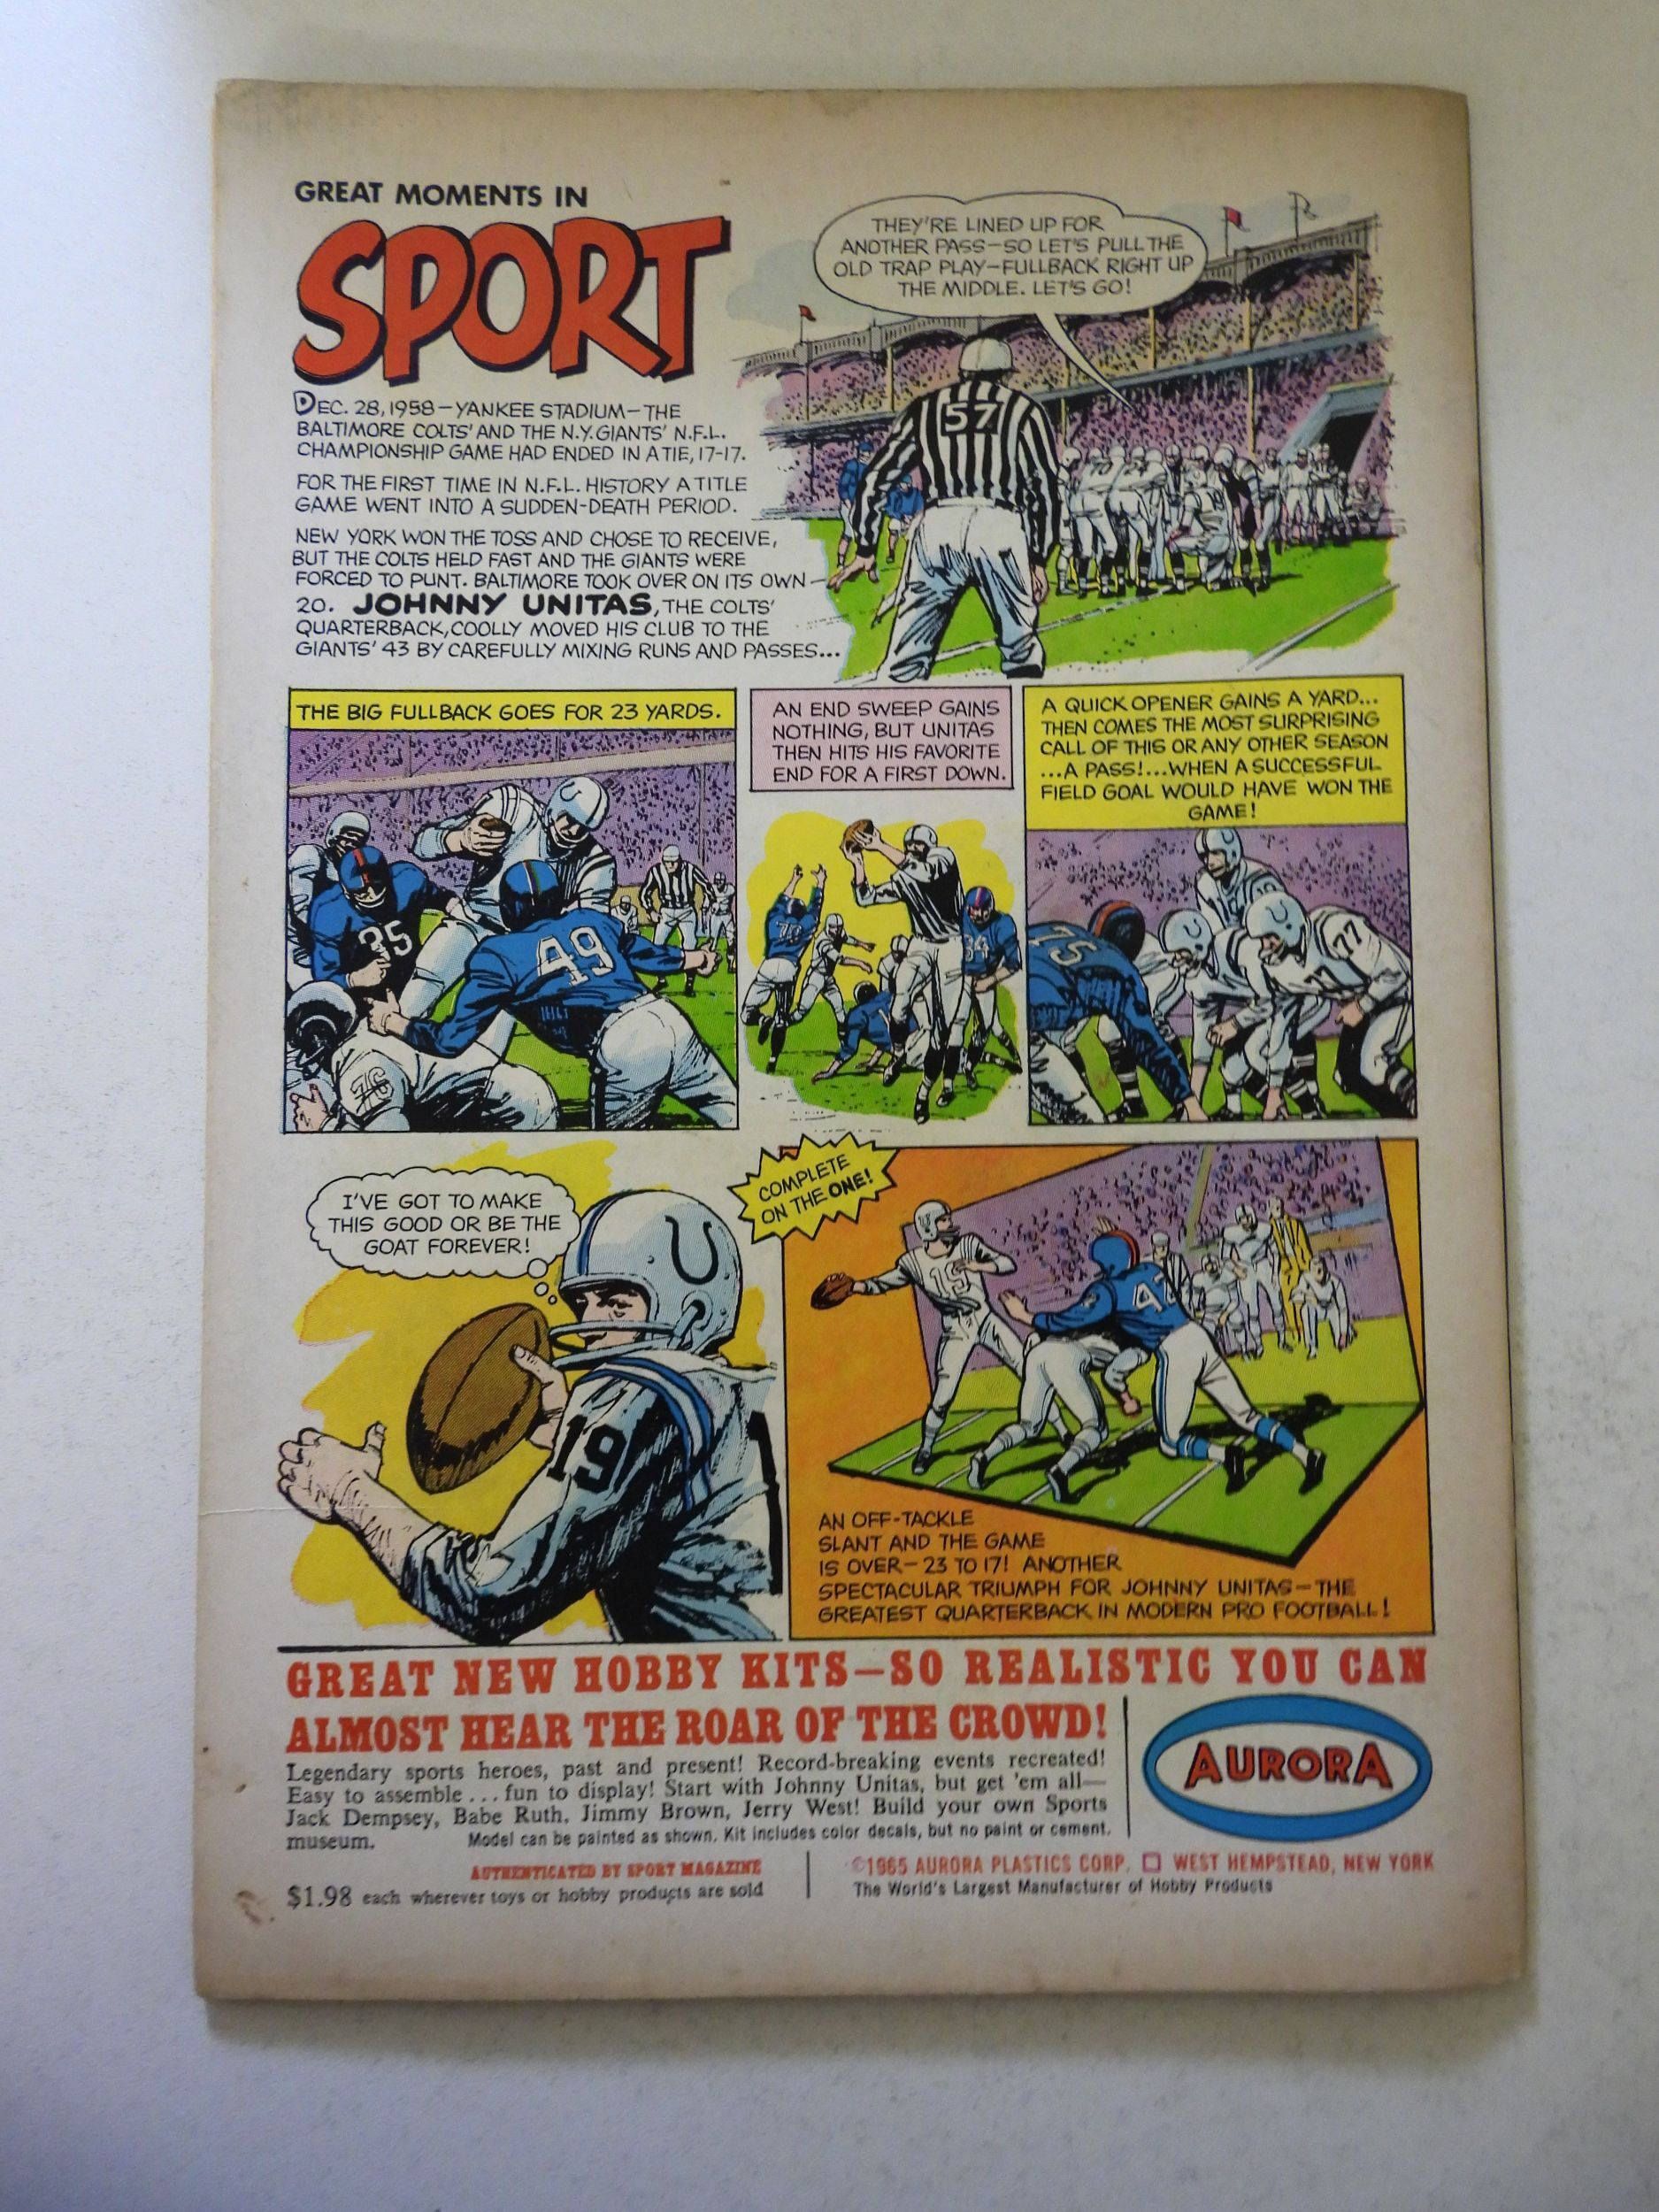 GREAT MOMENTS IN
SPORT
THEY'RE LINED UP FOR
ANOTHER PASS—SO LET'S PULL THE
OLD TRAP PLAY—FULLBACK RIGHT UP
THE MIDDLE. LET'S GO!
57
DEC. 28, 1958—YANKEE STADIUM—THE
BALTIMORE COLTS' AND THE N.Y. GIANTS' N.F.L.
CHAMPIONSHIP GAME HAD ENDED IN A TIE, 17-17.
FOR THE FIRST TIME IN N.F.L. HISTORY A TITLE
GAME WENT INTO A SUDDEN-DEATH PERIOD.
NEW YORK WON THE TOSS AND CHOSE TO RECEIVE,
BUT THE COLTS HELD FAST AND THE GIANTS WERE
FORCED TO PUNT. BALTIMORE TOOK OVER ON ITS OWN
20. JOHNNY UNITAS, THE COLTS'
QUARTERBACK, COOLLY MOVED HIS CLUB TO THE
GIANTS' 43 BY CAREFULLY MIXING RUNS AND PASSES...
THE BIG FULLBACK GOES FOR 23 YARDS.
35
49
76
AN END SWEEP GAINS
NOTHING, BUT UNITAS
THEN HITS HIS FAVORITE
END FOR A FIRST DOWN.
84
A QUICK OPENER GAINS A YARD...
THEN COMES THE MOST SURPRISING
CALL OF THIS OR ANY OTHER SEASON
...A PASS!...WHEN A SUCCESSFUL
FIELD GOAL WOULD HAVE WON THE
GAME!
75
77
77
I'VE GOT TO MAKE
THIS GOOD OR BE THE
GOAT FOREVER!
19
COMPLETE
ON THE ONE!
19
AN OFF-TACKLE
SLANT AND THE GAME
IS OVER—23 TO 17! ANOTHER
SPECTACULAR TRIUMPH FOR JOHNNY UNITAS—THE
GREATEST QUARTERBACK IN MODERN PRO FOOTBALL!
GREAT NEW HOBBY KITS—SO REALISTIC YOU CAN
ALMOST HEAR THE ROAR OF THE CROWD!
AURORA
Legendary sports heroes, past and present! Record-breaking events recreated!
Easy to assemble...fun to display! Start with Johnny Unitas, but get 'em all—
Jack Dempsey, Babe Ruth, Jimmy Brown, Jerry West! Build your own Sports
museum. Model can be painted as shown. Kit includes color decals, but no paint or cement.
AUTHENTICATED BY SPORT MAGAZINE
$1.98 each wherever toys or hobby products are sold
©1965 AURORA PLASTICS CORP. □ WEST HEMPSTEAD, NEW YORK
The World's Largest Manufacturer of Hobby Products